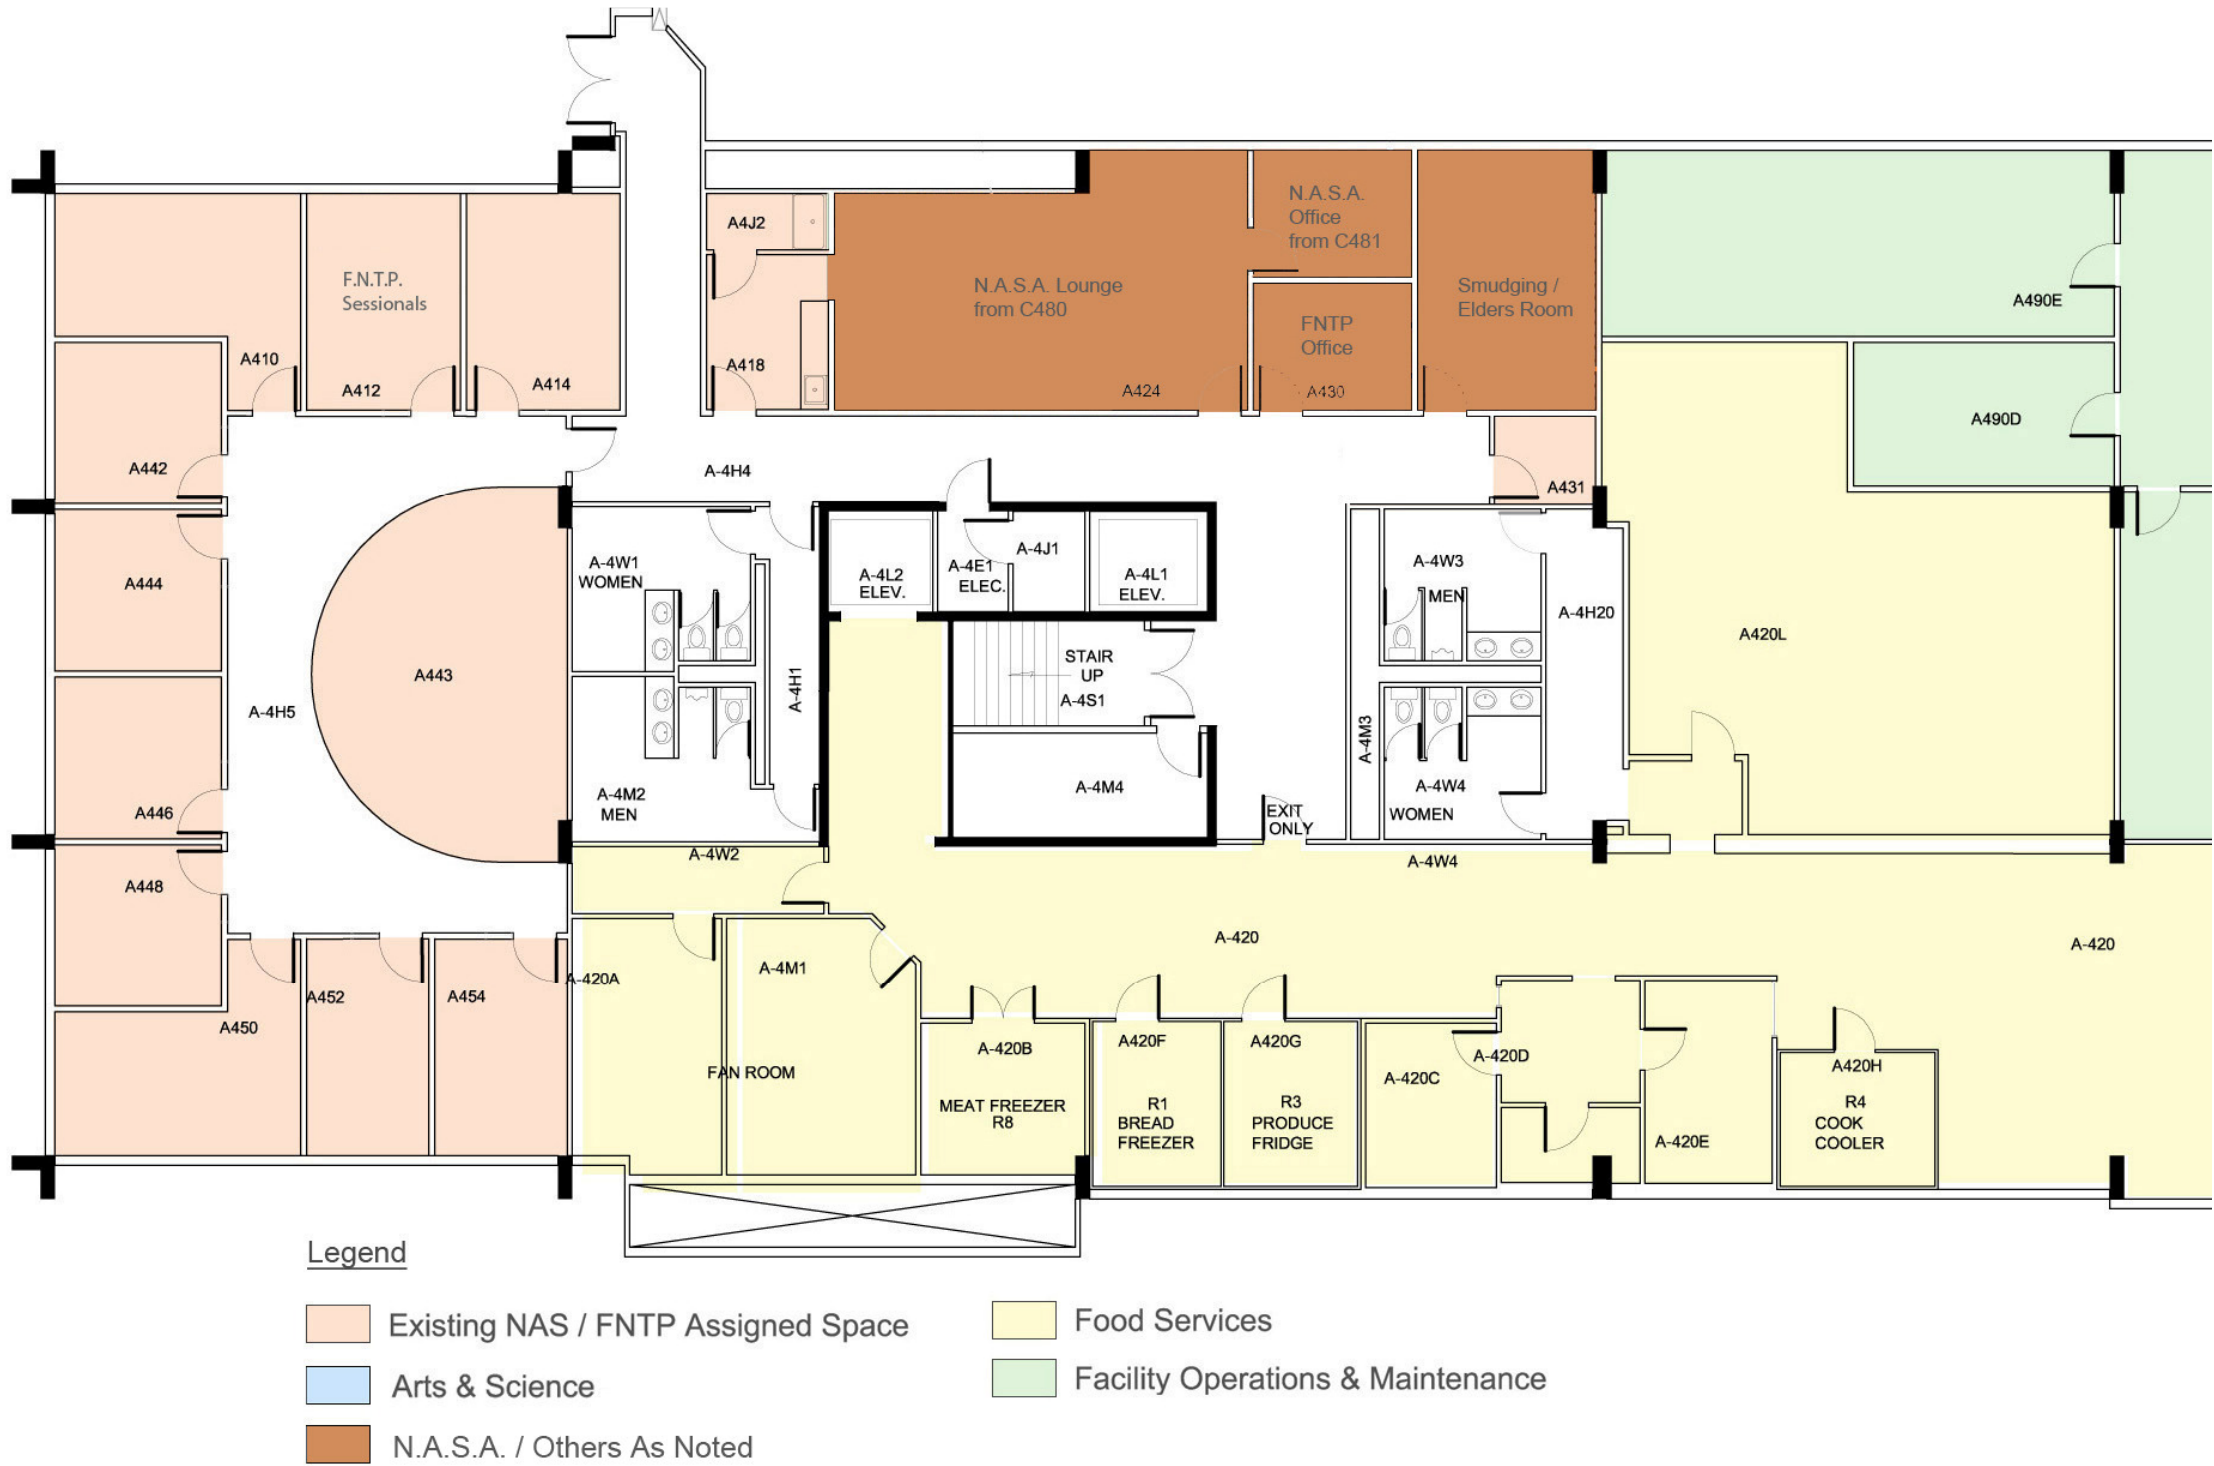 N.A.S.A.
Office
from C481
A4J2
F.N.T.P.
Sessionals
N.A.S.A. Lounge
from C480
Smudging /
Elders Room
A490E
FNTP
Office
A410
A412
A414
A418
A424
A430
A490D
A442
A-4H4
A431
A-4W1
WOMEN
A-4L2
ELEV.
A-4E1
ELEC.
A-4J1
A-4L1
ELEV.
A-4W3
MEN
A444
A-4H20
A420L
A443
STAIR
UP
A-4S1
A-4H1
A-4H5
A-4M3
A446
A-4M2
MEN
A-4M4
A-4W4
WOMEN
EXIT
ONLY
A-4W2
A-4W4
A448
A-420
A-420
A-420A
A-4M1
A452
A454
A450
FAN ROOM
A-420B
MEAT FREEZER
R8
A420F
R1
BREAD
FREEZER
A420G
R3
PRODUCE
FRIDGE
A-420C
A-420D
A-420E
A420H
R4
COOK
COOLER
Legend
Existing NAS / FNTP Assigned Space
Arts & Science
N.A.S.A. / Others As Noted
Food Services
Facility Operations & Maintenance